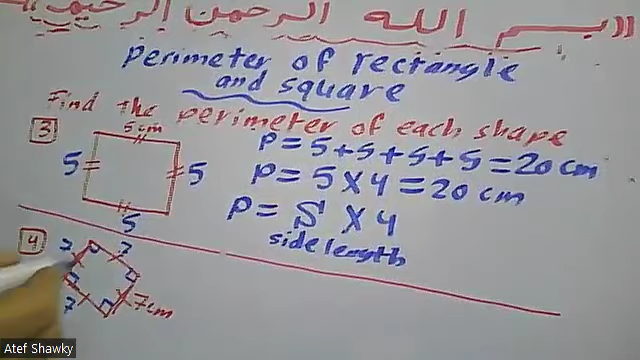 (( بسم الله الرحمن الرحيم ))
perimeter of rectangle
and square
Find the perimeter of each shape
3
5cm
5
5
5
P = 5+5+5+5 = 20 cm
P = 5 × 4 = 20 cm
P = S × 4
side length
4
7
7
7
7cm
Atef Shawky